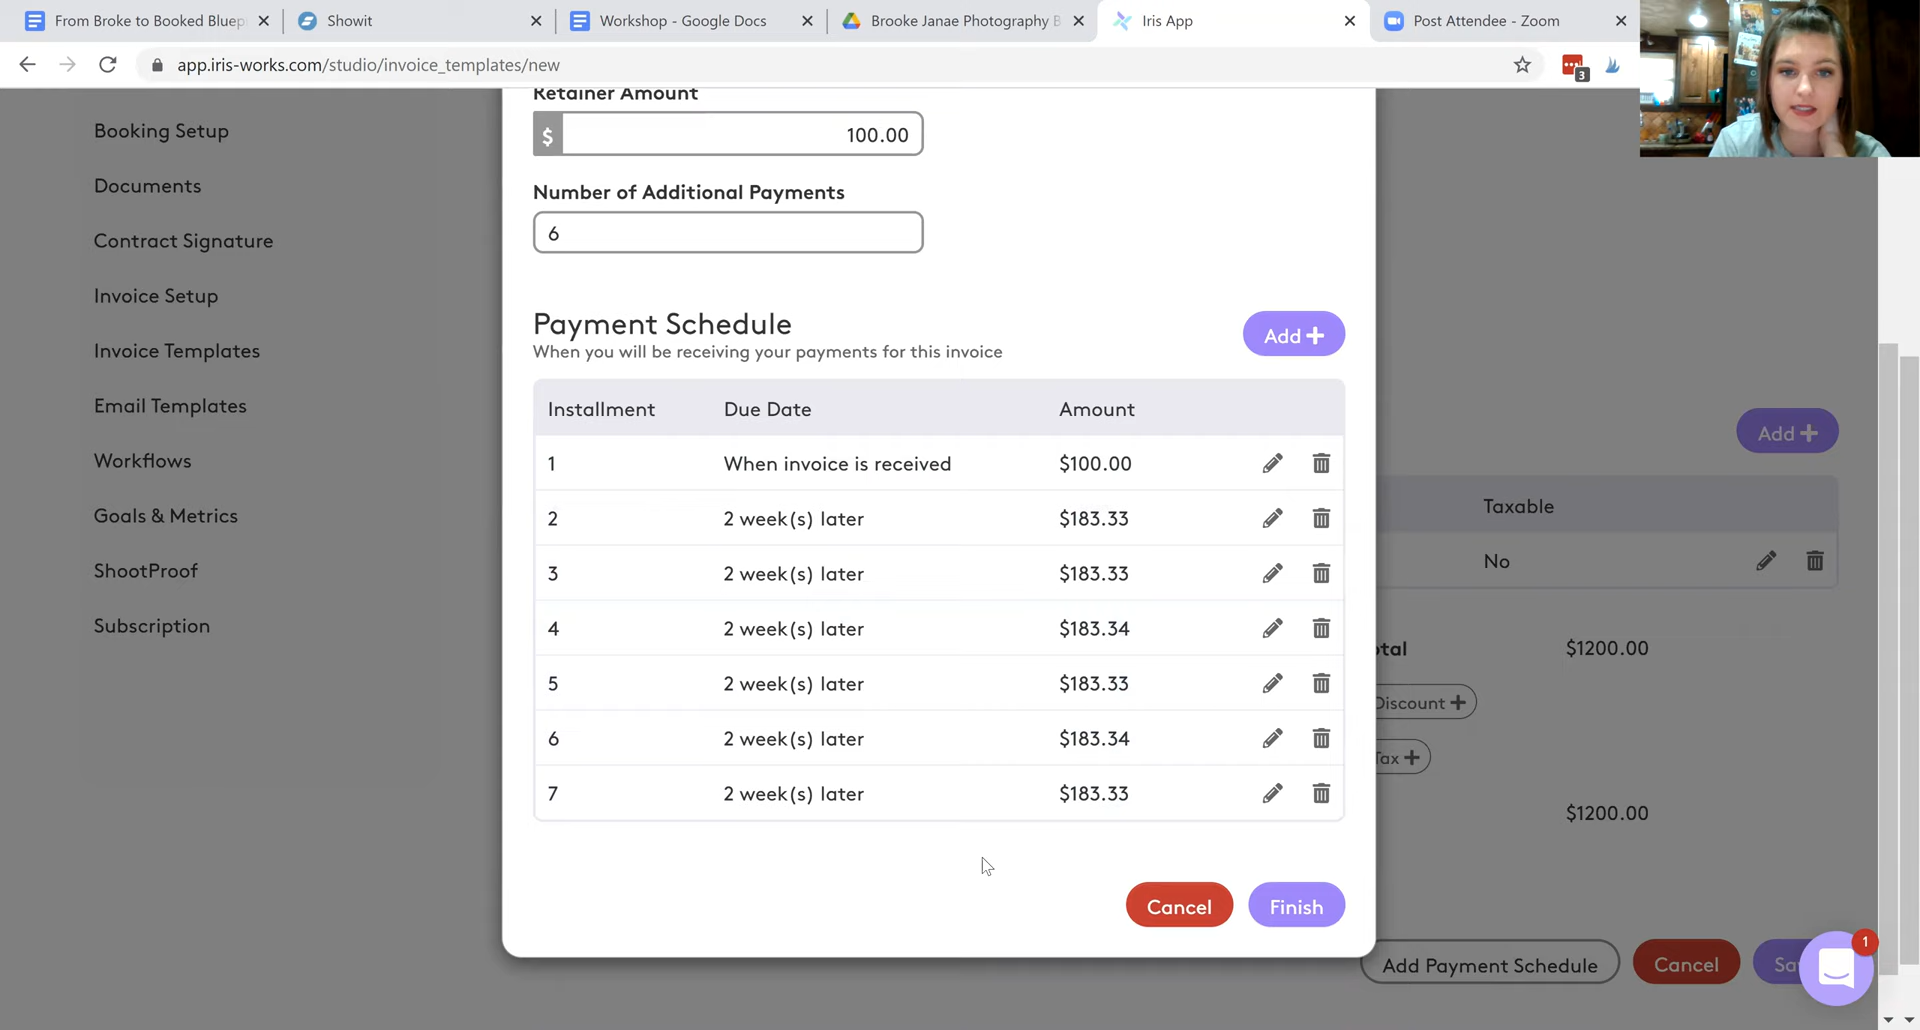 From Broke to Booked Bluep
Showit
Workshop - Google Docs
Brooke Janae Photography B
Iris App
Post Attendee - Zoom
app.iris-works.com/studio/invoice_templates/new
3
Booking Setup
Documents
Contract Signature
Invoice Setup
Invoice Templates
Email Templates
Workflows
Goals & Metrics
ShootProof
Subscription
Retainer Amount
$ 100.00
Number of Additional Payments
6
Payment Schedule
When you will be receiving your payments for this invoice
Add +
Installment Due Date Amount
1 When invoice is received $100.00
2 2 week(s) later $183.33
3 2 week(s) later $183.33
4 2 week(s) later $183.34
5 2 week(s) later $183.33
6 2 week(s) later $183.34
7 2 week(s) later $183.33
Cancel Finish
Add +
Taxable
No
otal $1200.00
Discount +
Tax +
$1200.00
Add Payment Schedule Cancel Sa
1